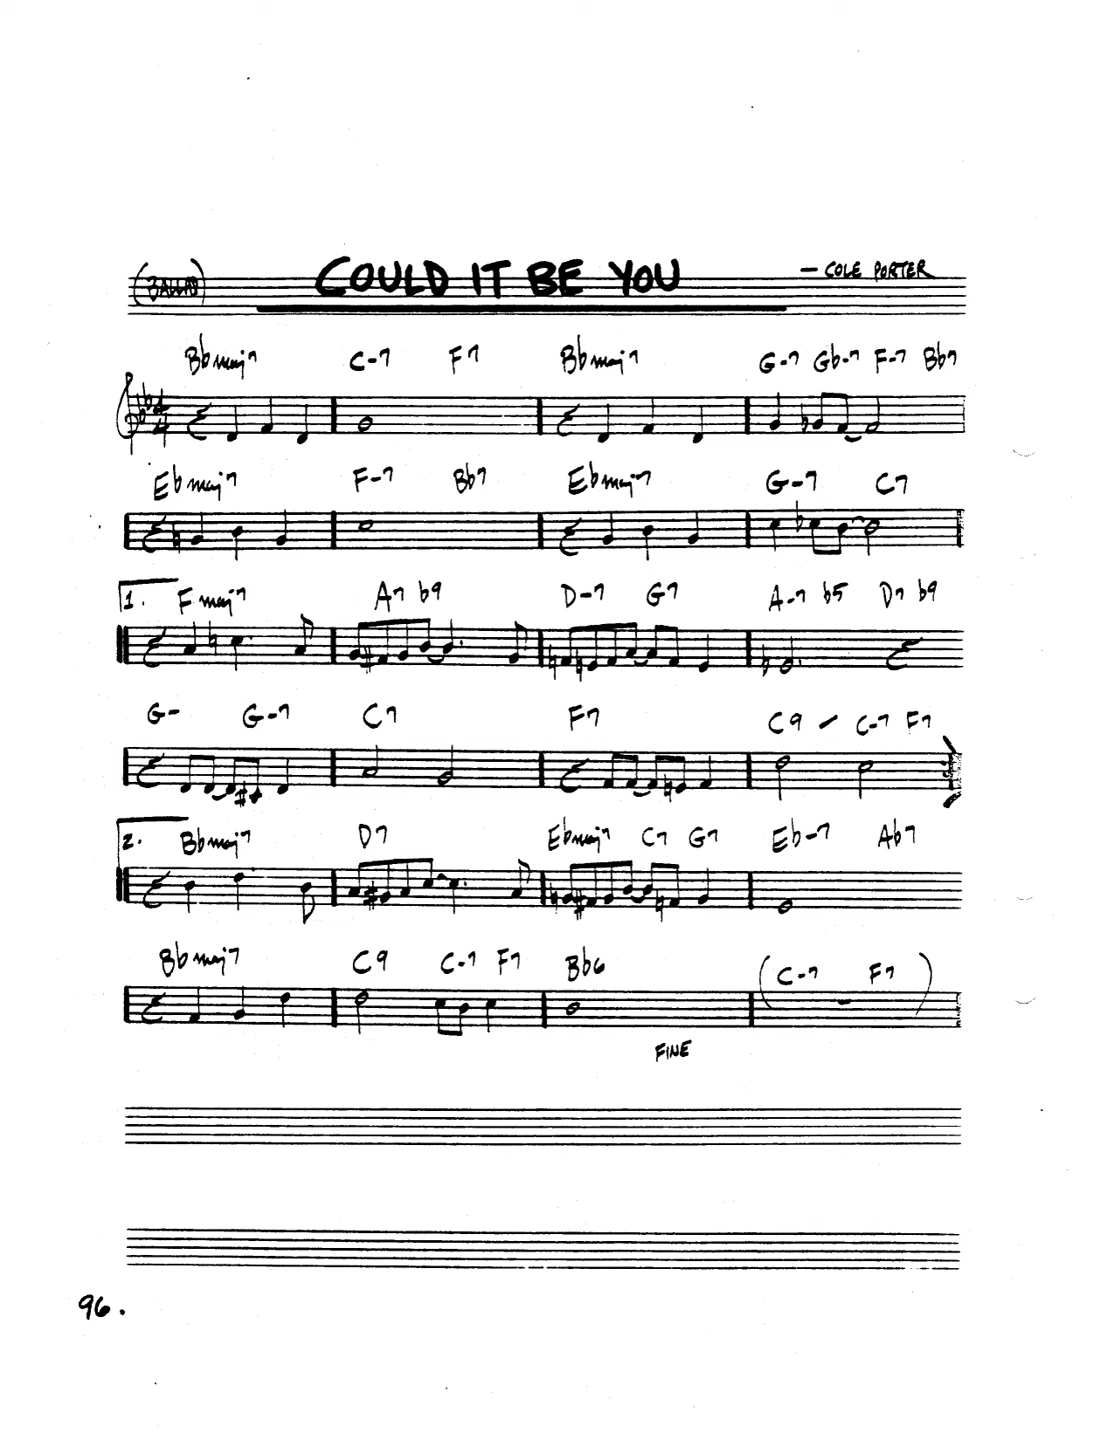 (BALLAD) COULD IT BE YOU — COLE PORTER
Bbmaj7 C-7 F7 Bbmaj7 G-7 Gb-7 F-7 Bb7
4/4
Ebmaj7 F-7 Bb7 Ebmaj7 G-7 C7
1. Fmaj7 A7 b9 D-7 G7 A-7 b5 D7 b9
G- G-7 C7 F7 C9 / C-7 F7
2. Bbmaj7 D7 Ebmaj7 C7 G7 Eb-7 Ab7
Bbmaj7 C9 C-7 F7 Bb6 (C-7 F7)
FINE
96.